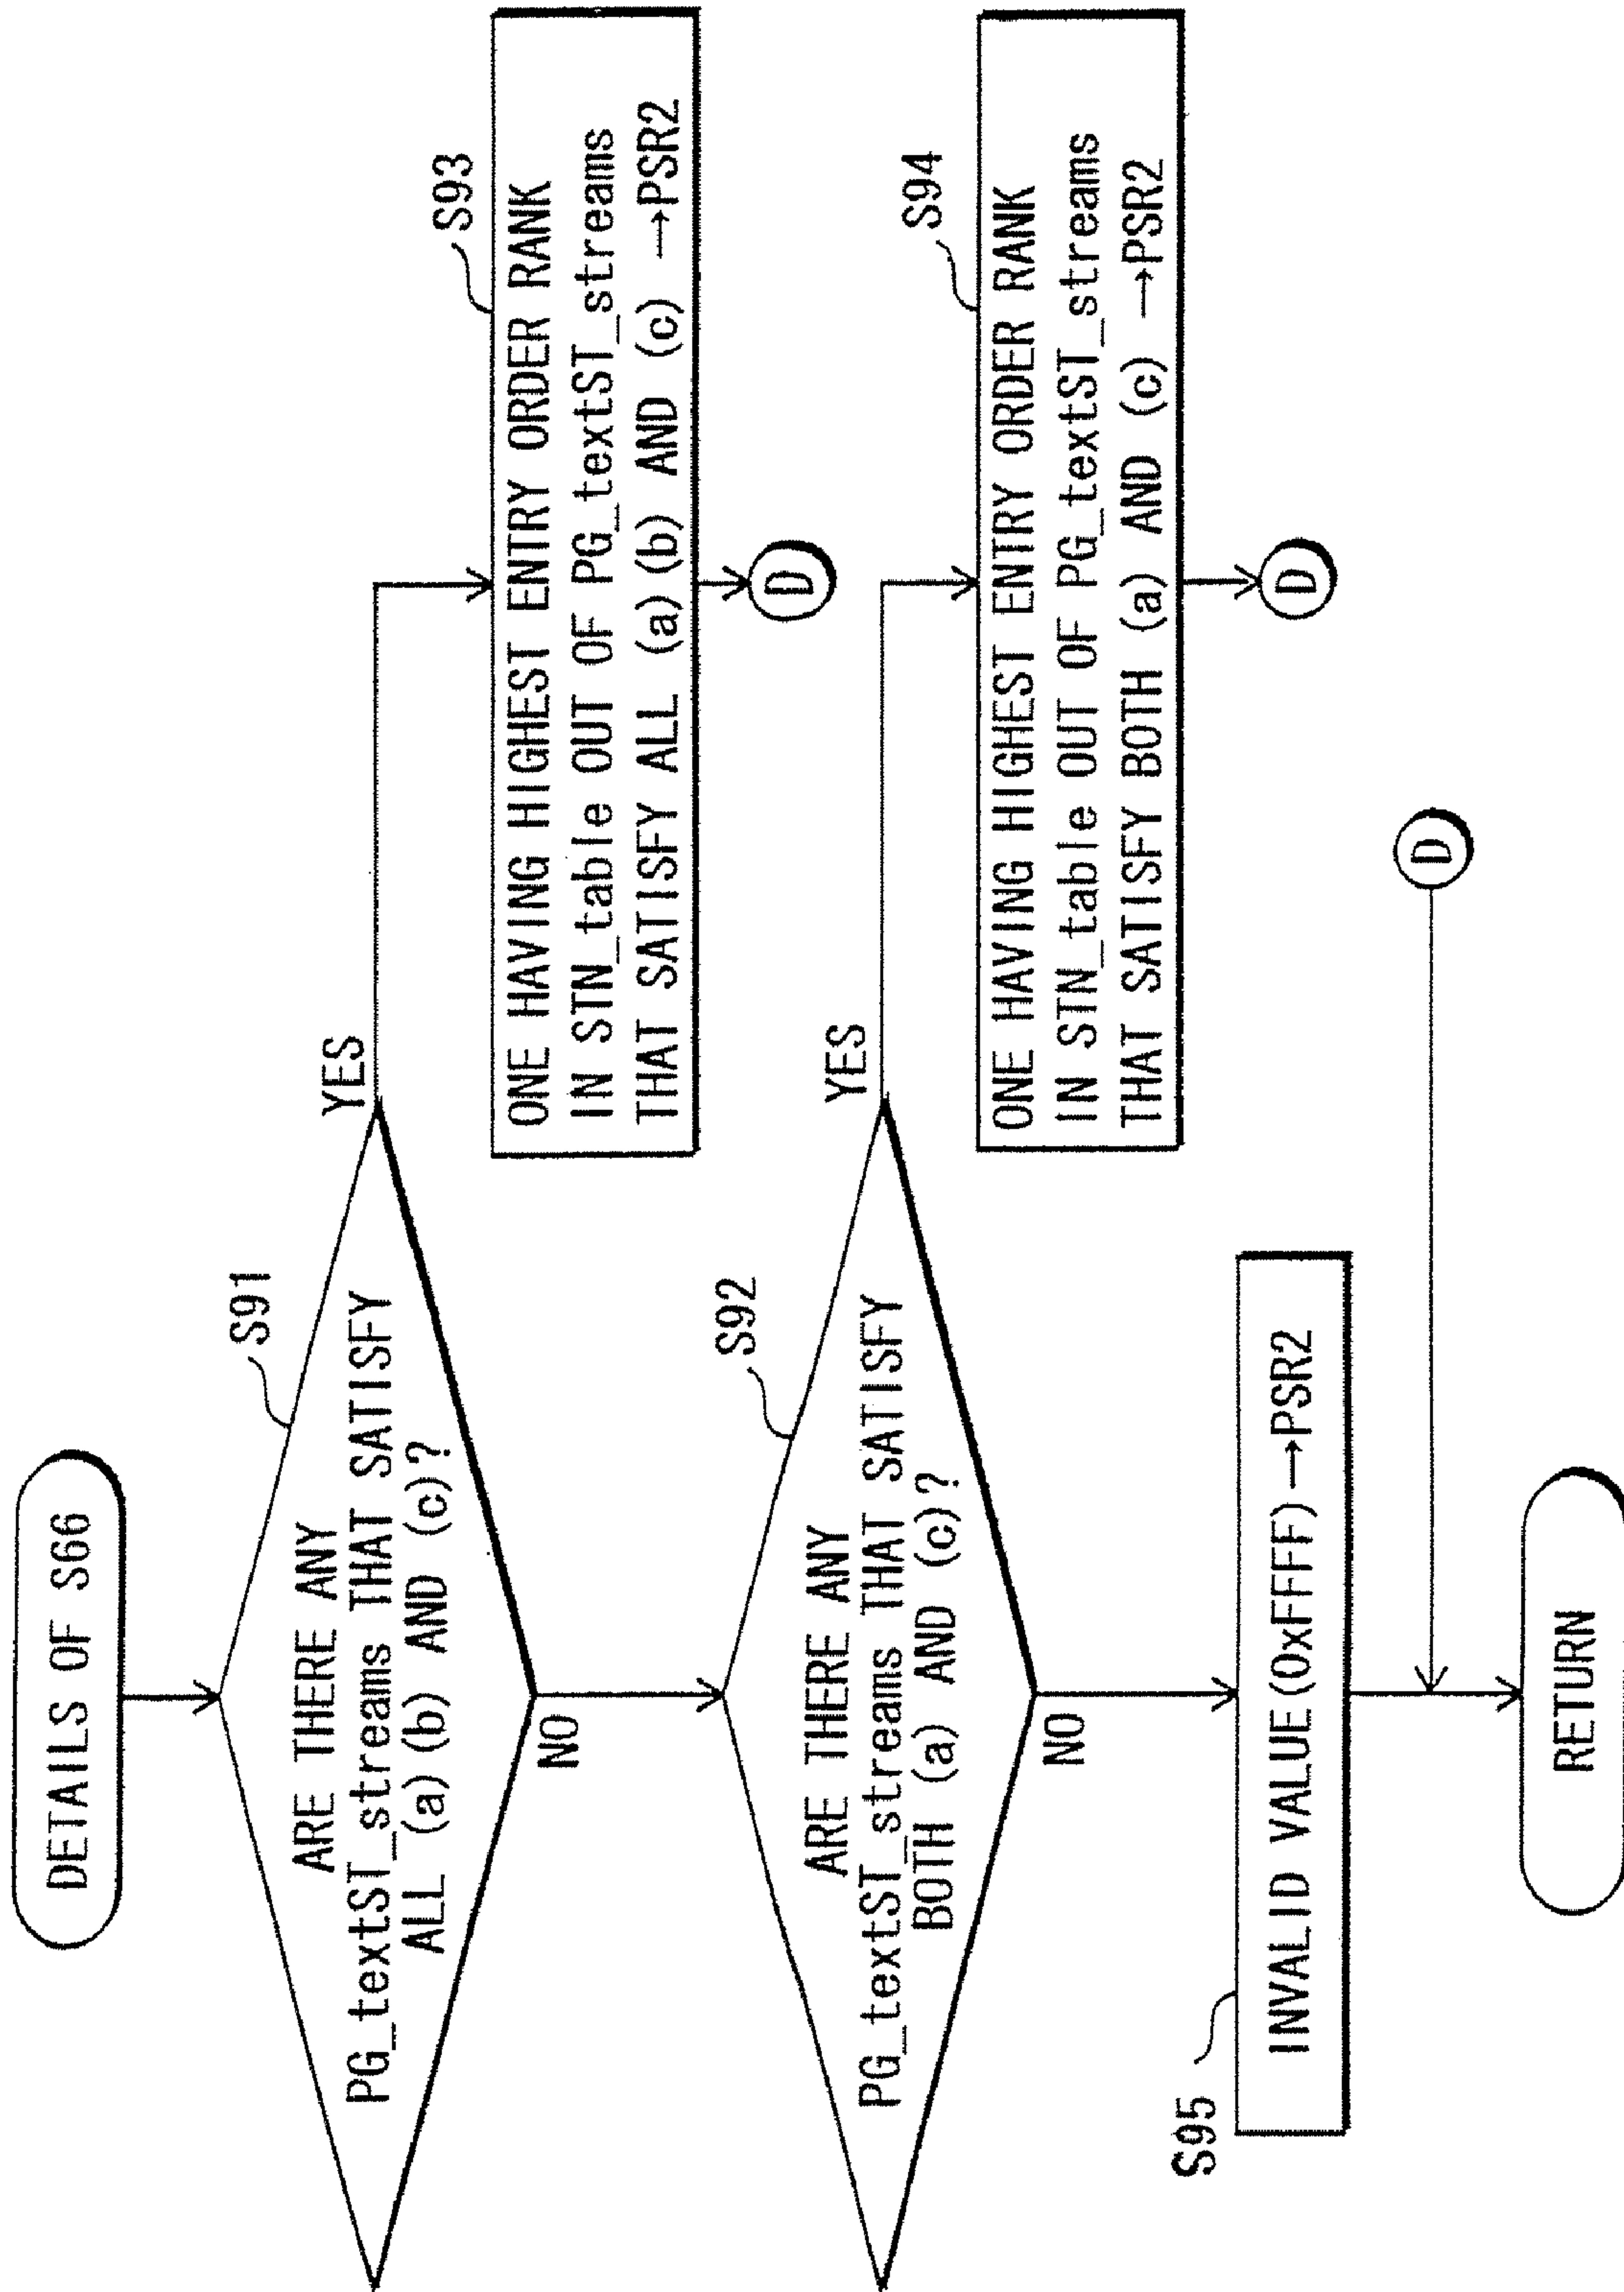 DETAILS OF S66
S91
ARE THERE ANY
PG_textST_streams THAT SATISFY
ALL (a)(b) AND (c)?
YES
NO
S93
ONE HAVING HIGHEST ENTRY ORDER RANK
IN STN_table OUT OF PG_textST_streams
THAT SATISFY ALL (a)(b) AND (c) →PSR2
D
S92
ARE THERE ANY
PG_textST_streams THAT SATISFY
BOTH (a) AND (c)?
YES
NO
S94
ONE HAVING HIGHEST ENTRY ORDER RANK
IN STN_table OUT OF PG_textST_streams
THAT SATISFY BOTH (a) AND (c) →PSR2
D
S95
INVALID VALUE(0xFFF)→PSR2
D
RETURN